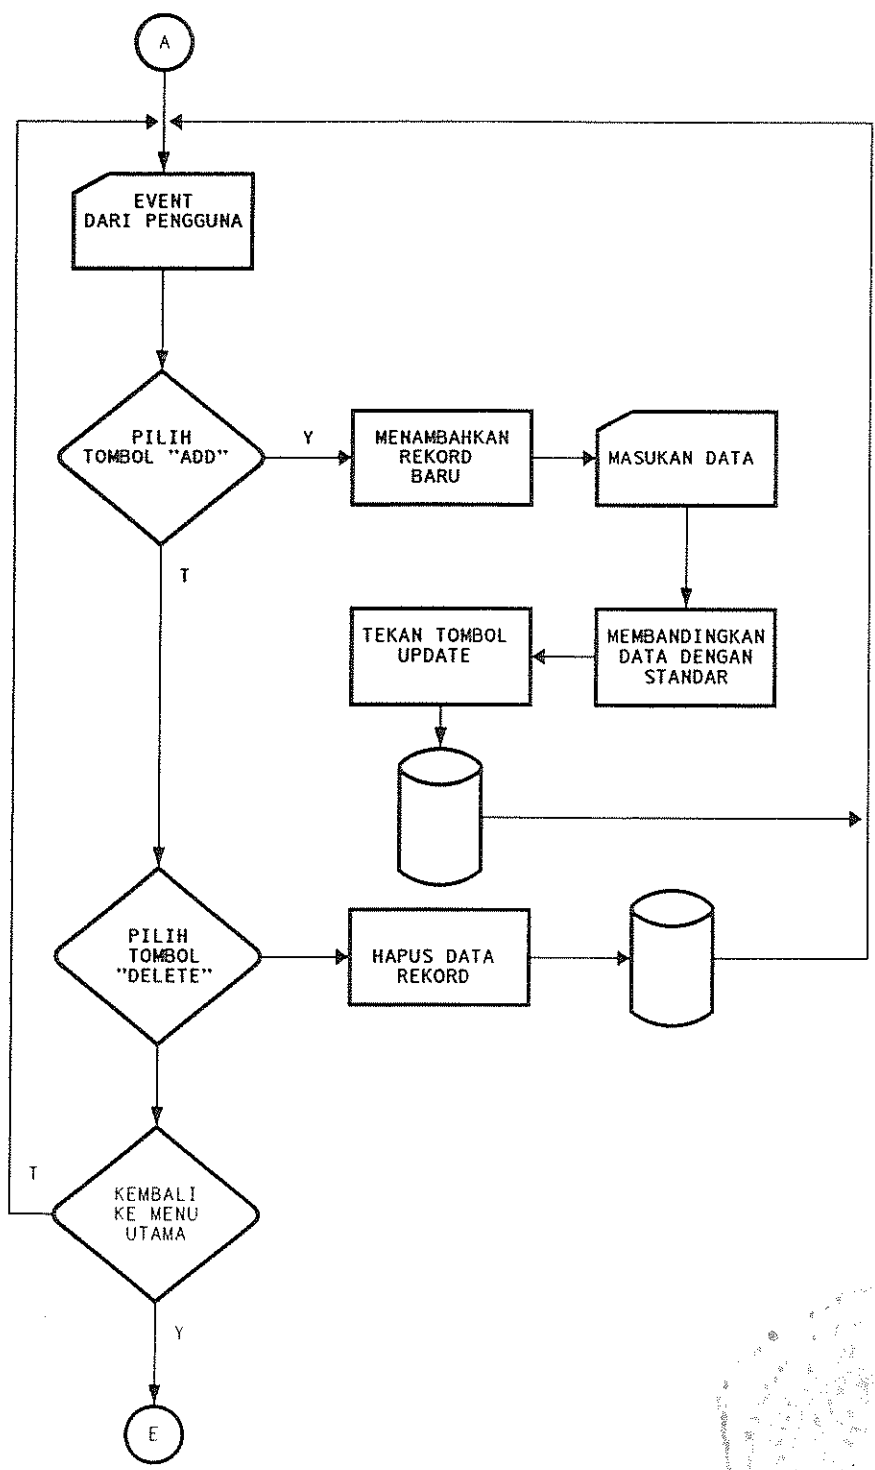 A
EVENT
DARI PENGGUNA
PILIH
TOMBOL "ADD"
Y
MENAMBAHKAN
REKORD
BARU
MASUKAN DATA
T
TEKAN TOMBOL
UPDATE
MEMBANDINGKAN
DATA DENGAN
STANDAR
PILIH
TOMBOL
"DELETE"
HAPUS DATA
REKORD
T
KEMBALI
KE MENU
UTAMA
Y
E